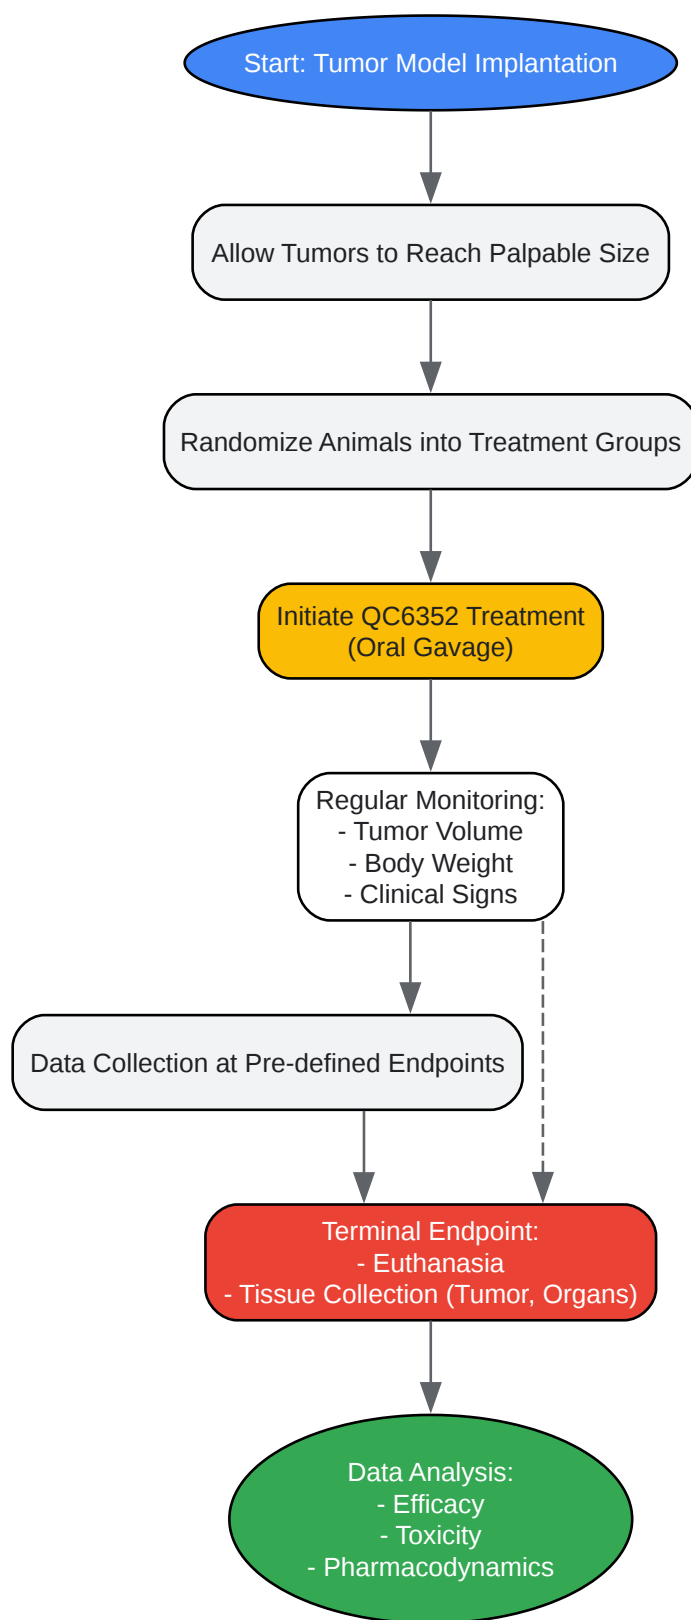 Start: Tumor Model Implantation
Allow Tumors to Reach Palpable Size
Randomize Animals into Treatment Groups
Initiate QC6352 Treatment
(Oral Gavage)
Regular Monitoring:
- Tumor Volume
- Body Weight
- Clinical Signs
Data Collection at Pre-defined Endpoints
Terminal Endpoint:
- Euthanasia
- Tissue Collection (Tumor, Organs)
Data Analysis:
- Efficacy
- Toxicity
- Pharmacodynamics